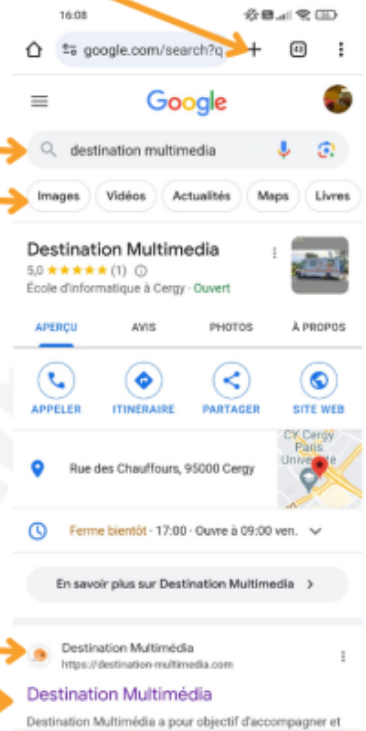 16:08
google.com/search?q
43
Google
destination multimedia
Images Vidéos Actualités Maps Livres
Destination Multimedia
5,0 ★★★★★ (1)
École d'informatique à Cergy · Ouvert
APERÇU AVIS PHOTOS À PROPOS
APPELER ITINÉRAIRE PARTAGER SITE WEB
CY Cergy
Paris
Université
Rue des Chauffours, 95000 Cergy
Ferme bientôt · 17:00 · Ouvre à 09:00 ven.
En savoir plus sur Destination Multimedia
Destination Multimédia
https://destination-multimedia.com
Destination Multimédia
Destination Multimédia a pour objectif d'accompagner et